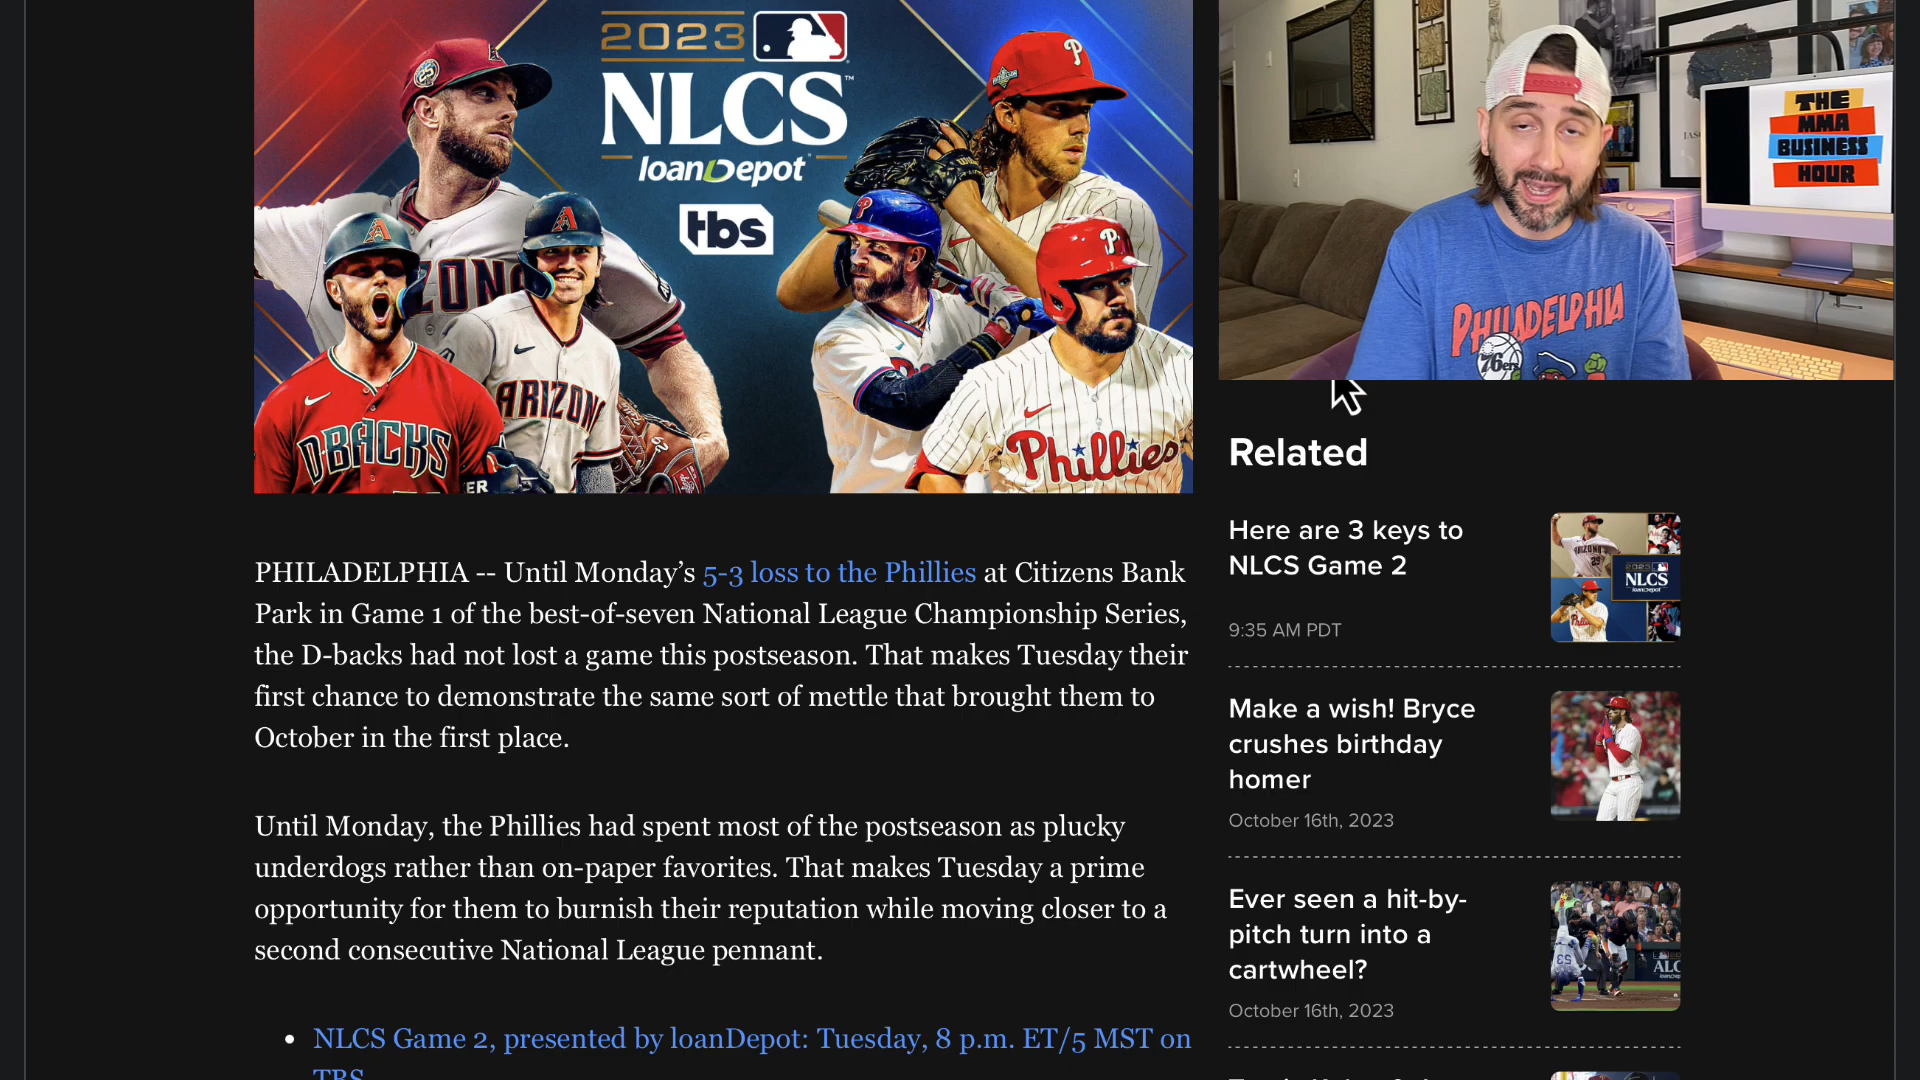 2023
NLCS
loanDepot
tbs
ARIZONA
DBACKS
ARIZONA
Phillies
THE
MMA
BUSINESS
HOUR
PHILADELPHIA
76ers
PHILADELPHIA -- Until Monday’s 5-3 loss to the Phillies at Citizens Bank
Park in Game 1 of the best-of-seven National League Championship Series,
the D-backs had not lost a game this postseason. That makes Tuesday their
first chance to demonstrate the same sort of mettle that brought them to
October in the first place.
Until Monday, the Phillies had spent most of the postseason as plucky
underdogs rather than on-paper favorites. That makes Tuesday a prime
opportunity for them to burnish their reputation while moving closer to a
second consecutive National League pennant.
• NLCS Game 2, presented by loanDepot: Tuesday, 8 p.m. ET/5 MST on
TBS
Related
Here are 3 keys to
NLCS Game 2
9:35 AM PDT
NLCS
Make a wish! Bryce
crushes birthday
homer
October 16th, 2023
Ever seen a hit-by-
pitch turn into a
cartwheel?
October 16th, 2023